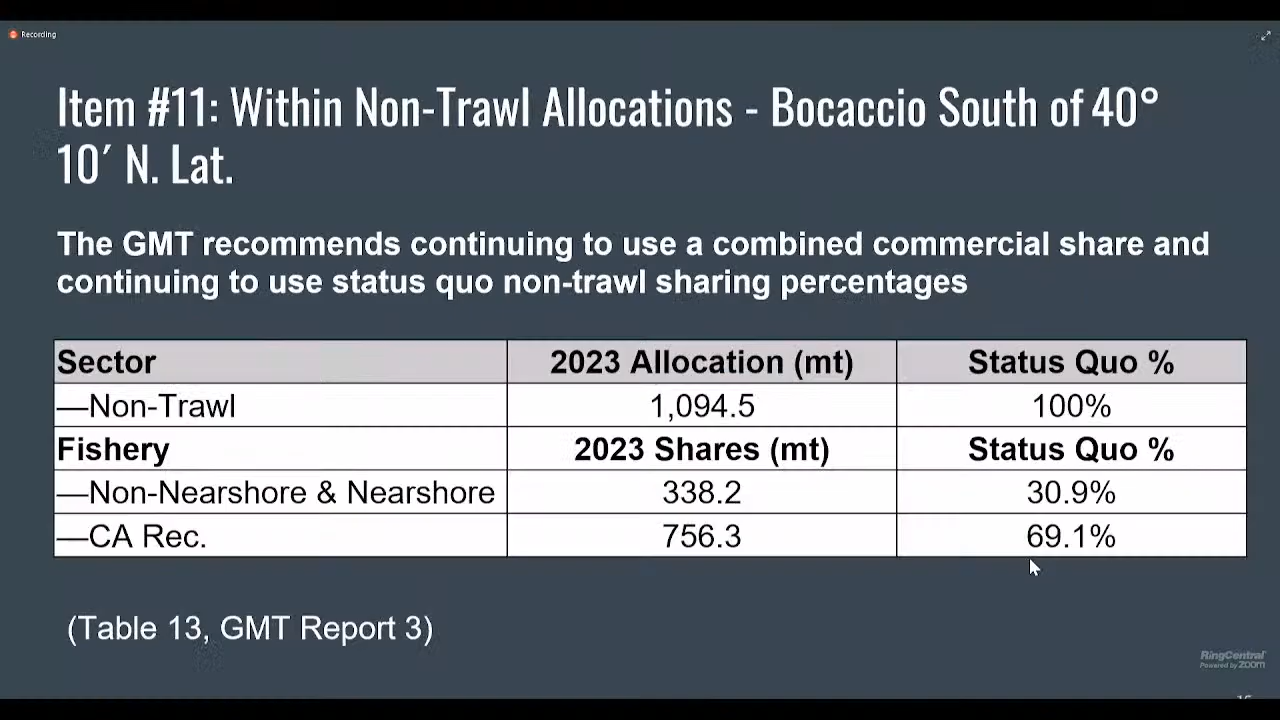 Recording
Item #11: Within Non-Trawl Allocations - Bocaccio South of 40°
10′ N. Lat.
The GMT recommends continuing to use a combined commercial share and
continuing to use status quo non-trawl sharing percentages
Sector 2023 Allocation (mt) Status Quo %
—Non-Trawl 1,094.5 100%
Fishery 2023 Shares (mt) Status Quo %
—Non-Nearshore & Nearshore 338.2 30.9%
—CA Rec. 756.3 69.1%
(Table 13, GMT Report 3)
RingCentral
Powered by zoom